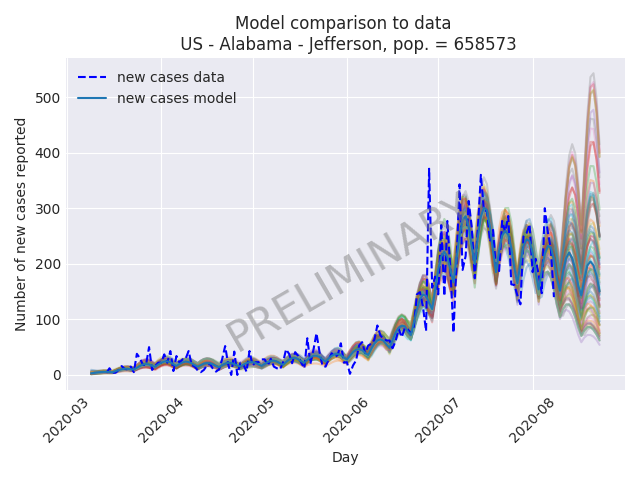 Model comparison to data
US - Alabama - Jefferson, pop. = 658573
new cases data
new cases model
Number of new cases reported
500
400
300
200
100
0
PRELIMINARY
2020-03
2020-04
2020-05
2020-06
2020-07
2020-08
Day